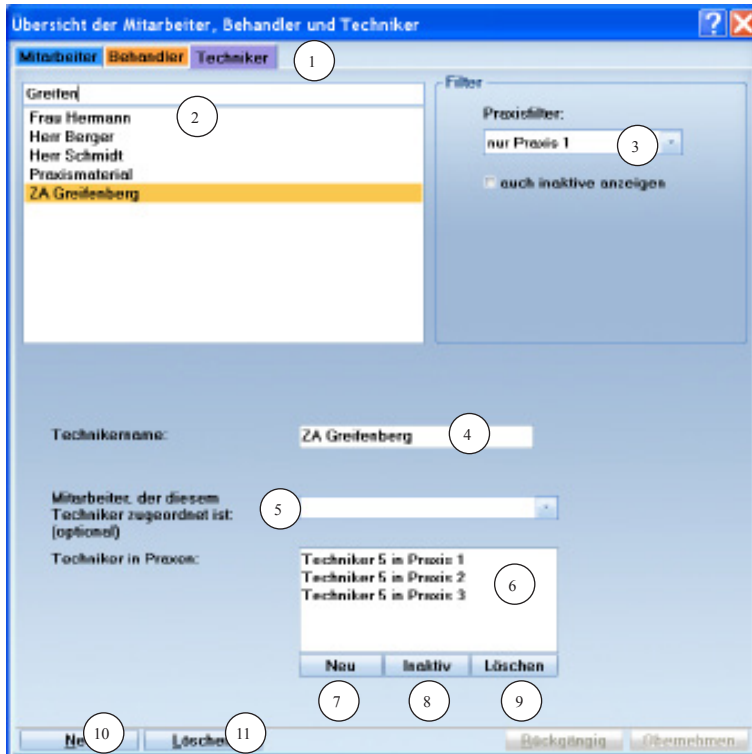 Übersicht der Mitarbeiter, Behandler und Techniker
Mitarbeiter Behandler Techniker 1
Greifen 2
Frau Hermann
Herr Berger
Herr Schmidt
Praxismaterial
ZA Greifenberg
Filter
Praxisfilter:
nur Praxis 1 3
auch inaktive anzeigen
Technikername: ZA Greifenberg 4
Mitarbeiter, der diesem
Techniker zugeordnet ist:
(optional)
5
Techniker in Praxen:
Techniker 5 in Praxis 1
Techniker 5 in Praxis 2
Techniker 5 in Praxis 3
6
Neu Inaktiv Löschen
7 8 9
Ne 10 Lösche 11 Rückgängig Übernehmen